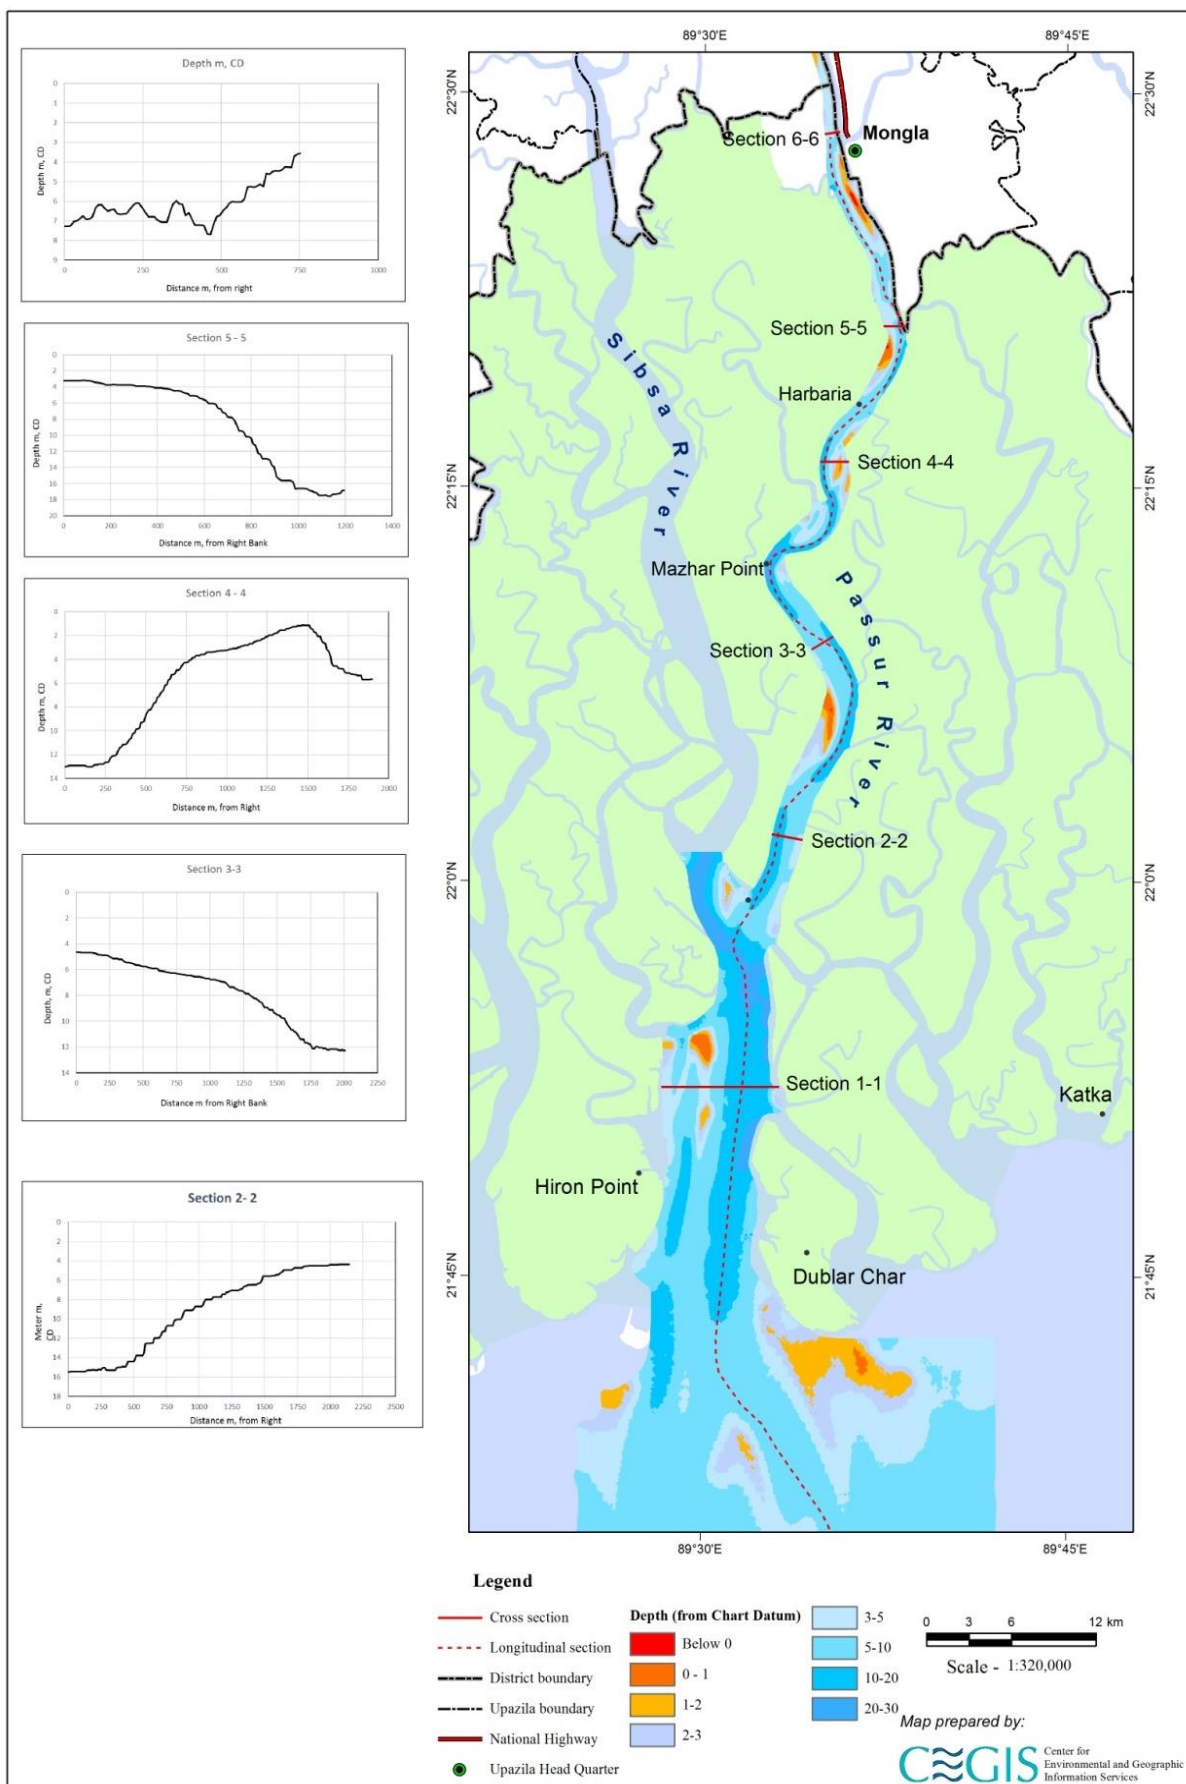 Depth m, CD
0
1
2
3
4
5
6
7
8
9
Depth m, CD
0 250 500 750 1000
Distance m, from right
Section 5 - 5
0
2
4
6
8
10
12
14
16
18
20
Depth m, CD
0 200 400 600 800 1000 1200 1400
Distance m, from Right Bank
Section 4 - 4
0
2
4
6
8
10
12
14
Depth m, CD
0 250 500 750 1000 1250 1500 1750 2000
Distance m, from Right
Section 3-3
0
2
4
6
8
10
12
14
Depth, m, CD
0 250 500 750 1000 1250 1500 1750 2000 2250
Distance m from Right Bank
Section 2- 2
0
2
4
6
8
10
12
14
16
18
Meter m,
CD
0 250 500 750 1000 1250 1500 1750 2000 2250 2500
Distance m, from Right
89°30'E 89°45'E
22°30'N 22°30'N
Section 6-6
Mongla
Section 5-5
Sibsa River
Harbaria
Section 4-4
22°15'N 22°15'N
Mazhar Point
Passur River
Section 3-3
Section 2-2
22°0'N 22°0'N
Section 1-1
Katka
Hiron Point
Dublar Char
21°45'N 21°45'N
89°30'E 89°45'E
Legend
Cross section
Longitudinal section
District boundary
Upazila boundary
National Highway
Upazila Head Quarter
Depth (from Chart Datum)
Below 0
0 - 1
1-2
2-3
3-5
5-10
10-20
20-30
0 3 6 12 km
Scale - 1:320,000
Map prepared by:
CEGIS
Center for
Environmental and Geographic
Information Services